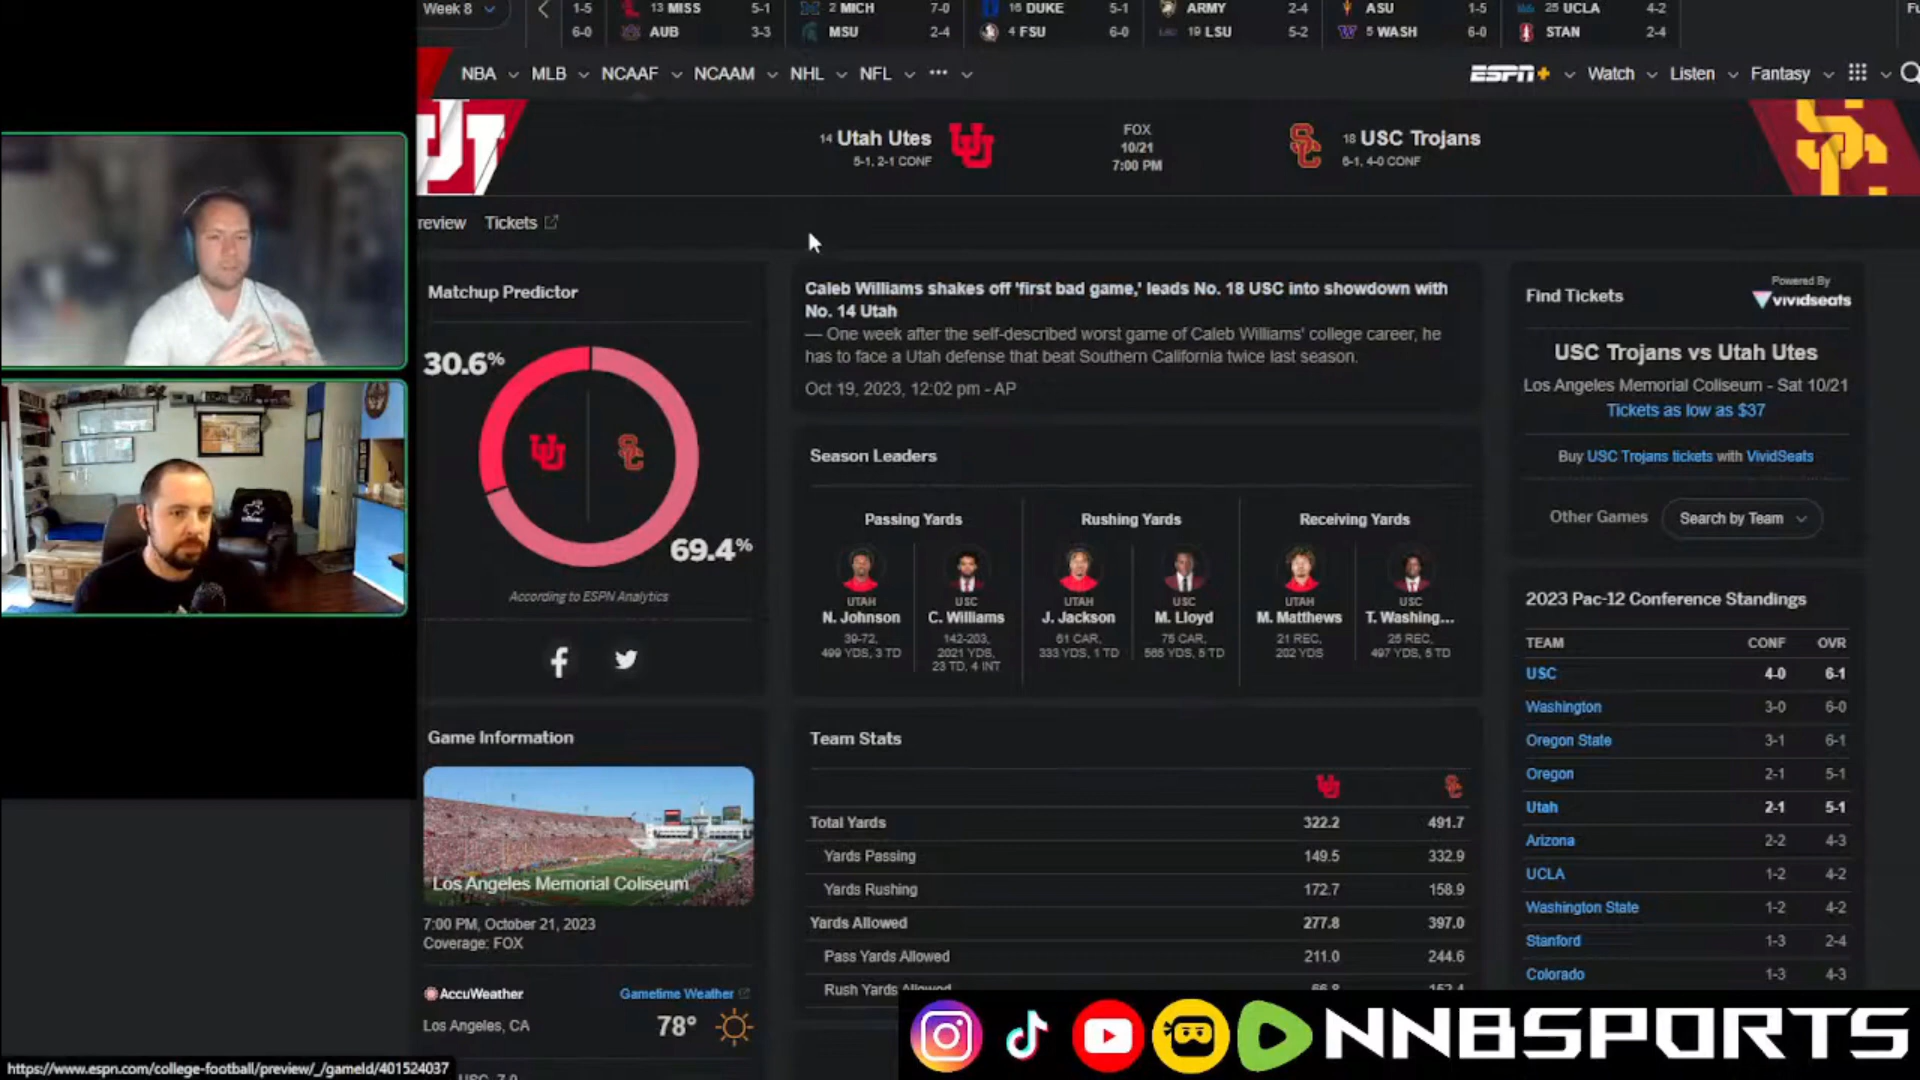 Week 8
1-5 13 MISS 5-1 2 MICH 7-0 16 DUKE 5-1 ARMY 2-4 ASU 1-5 25 UCLA 4-2
6-0 AUB 3-3 MSU 2-4 4 FSU 6-0 19 LSU 5-2 5 WASH 6-0 STAN 2-4
NBA MLB NCAAF NCAAM NHL NFL ... ESPN+ Watch Listen Fantasy
14 Utah Utes
5-1, 2-1 CONF
FOX
10/21
7:00 PM
18 USC Trojans
6-1, 4-0 CONF
review Tickets
Matchup Predictor
30.6%
69.4%
According to ESPN Analytics
Game Information
Los Angeles Memorial Coliseum
7:00 PM, October 21, 2023
Coverage: FOX
AccuWeather Gametime Weather
Los Angeles, CA 78°
Caleb Williams shakes off 'first bad game,' leads No. 18 USC into showdown with
No. 14 Utah
— One week after the self-described worst game of Caleb Williams' college career, he
has to face a Utah defense that beat Southern California twice last season.
Oct 19, 2023, 12:02 pm - AP
Season Leaders
Passing Yards Rushing Yards Receiving Yards
UTAH USC UTAH USC UTAH USC
N. Johnson C. Williams J. Jackson M. Lloyd M. Matthews T. Washing...
39-72, 142-203, 61 CAR, 75 CAR, 21 REC, 25 REC,
499 YDS, 3 TD 2021 YDS, 333 YDS, 1 TD 565 YDS, 5 TD 202 YDS 497 YDS, 5 TD
23 TD, 4 INT
Team Stats
Total Yards 322.2 491.7
Yards Passing 149.5 332.9
Yards Rushing 172.7 158.9
Yards Allowed 277.8 397.0
Pass Yards Allowed 211.0 244.6
Rush Yards Allowed 66.8 152.4
Find Tickets
Powered By
vividseats
USC Trojans vs Utah Utes
Los Angeles Memorial Coliseum - Sat 10/21
Tickets as low as $37
Buy USC Trojans tickets with VividSeats
Other Games Search by Team
2023 Pac-12 Conference Standings
TEAM CONF OVR
USC 4-0 6-1
Washington 3-0 6-0
Oregon State 3-1 6-1
Oregon 2-1 5-1
Utah 2-1 5-1
Arizona 2-2 4-3
UCLA 1-2 4-2
Washington State 1-2 4-2
Stanford 1-3 2-4
Colorado 1-3 4-3
NNBSPORTS
https://www.espn.com/college-football/preview/_/gameId/401524037